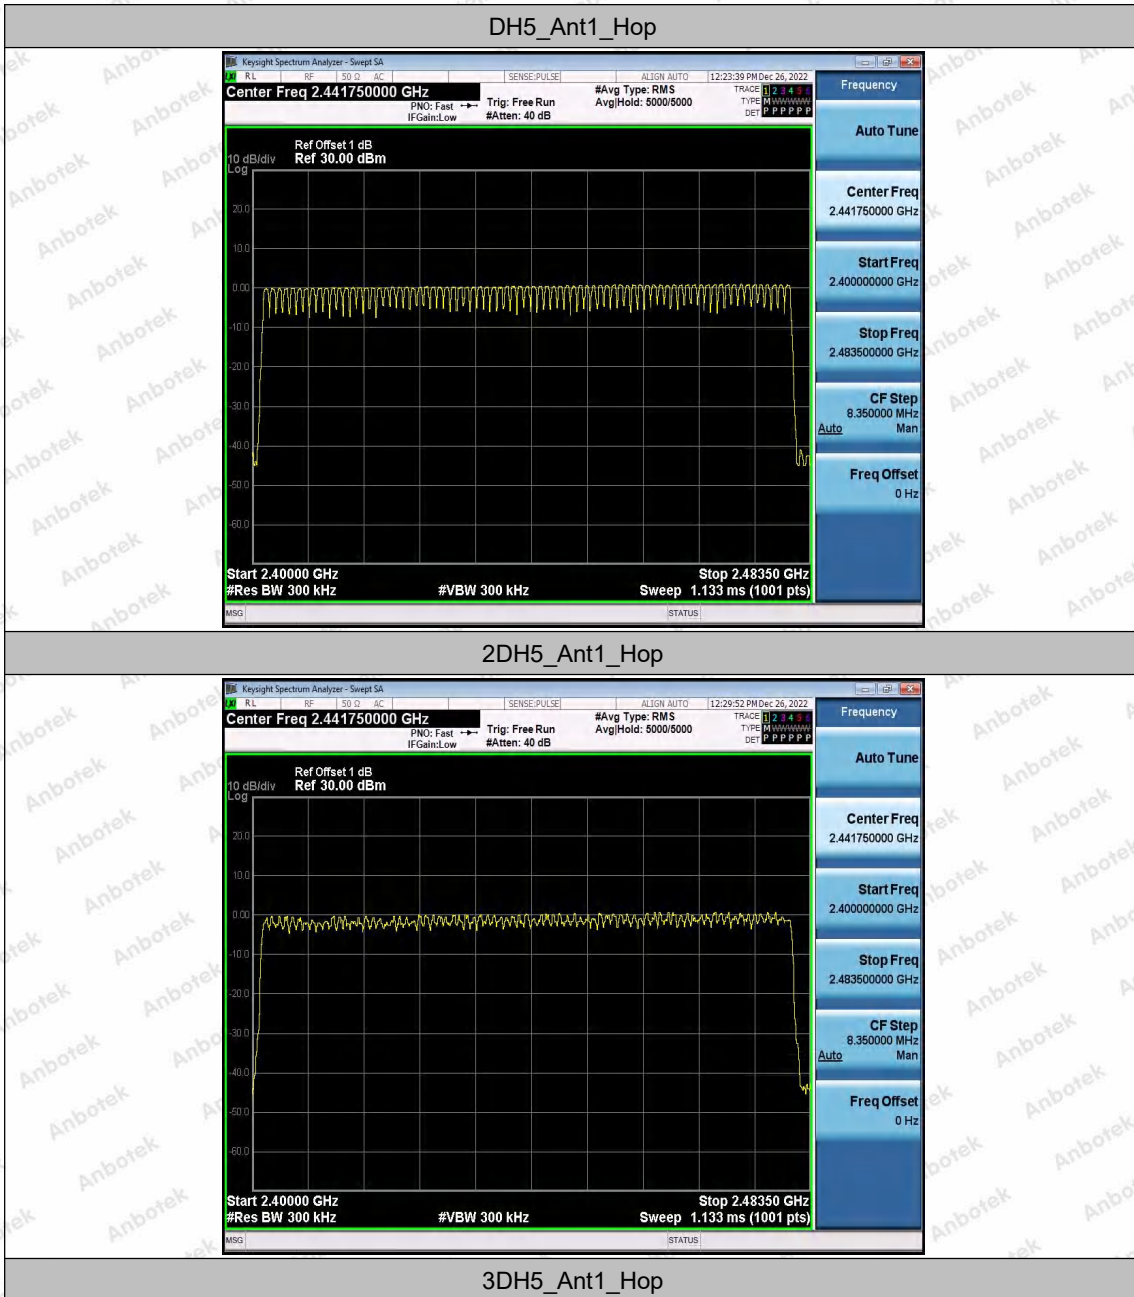 DH5_Ant1_Hop
Keysight Spectrum Analyzer - Swept SA
LXI RL RF 50 Ω AC SENSE:PULSE ALIGN AUTO 12:23:39 PM Dec 26, 2022
Center Freq 2.441750000 GHz
PNO: Fast
IFGain:Low
Trig: Free Run
#Atten: 40 dB
#Avg Type: RMS
Avg|Hold: 5000/5000
TRACE 1 2 3 4 5 6
TYPE M WWWWW
DET P P P P P P
Ref Offset 1 dB
10 dB/div Ref 30.00 dBm
Log
20.0
10.0
0.00
-10.0
-20.0
-30.0
-40.0
-50.0
-60.0
Start 2.40000 GHz Stop 2.48350 GHz
#Res BW 300 kHz #VBW 300 kHz Sweep 1.133 ms (1001 pts)
MSG STATUS
Frequency
Auto Tune
Center Freq
2.441750000 GHz
Start Freq
2.400000000 GHz
Stop Freq
2.483500000 GHz
CF Step
8.350000 MHz
Auto Man
Freq Offset
0 Hz
2DH5_Ant1_Hop
Keysight Spectrum Analyzer - Swept SA
LXI RL RF 50 Ω AC SENSE:PULSE ALIGN AUTO 12:29:52 PM Dec 26, 2022
Center Freq 2.441750000 GHz
PNO: Fast
IFGain:Low
Trig: Free Run
#Atten: 40 dB
#Avg Type: RMS
Avg|Hold: 5000/5000
TRACE 1 2 3 4 5 6
TYPE M WWWWW
DET P P P P P P
Ref Offset 1 dB
10 dB/div Ref 30.00 dBm
Log
20.0
10.0
0.00
-10.0
-20.0
-30.0
-40.0
-50.0
-60.0
Start 2.40000 GHz Stop 2.48350 GHz
#Res BW 300 kHz #VBW 300 kHz Sweep 1.133 ms (1001 pts)
MSG STATUS
Frequency
Auto Tune
Center Freq
2.441750000 GHz
Start Freq
2.400000000 GHz
Stop Freq
2.483500000 GHz
CF Step
8.350000 MHz
Auto Man
Freq Offset
0 Hz
3DH5_Ant1_Hop
Anbotek